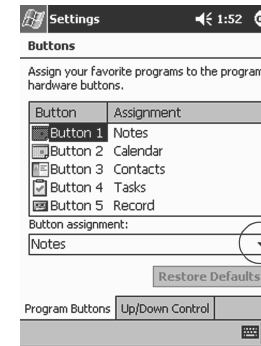 Settings 1:52
Buttons
Assign your favorite programs to the program
hardware buttons.
Button Assignment
Button 1 Notes
Button 2 Calendar
Button 3 Contacts
Button 4 Tasks
Button 5 Record
Button assignment:
Notes
Restore Defaults
Program Buttons Up/Down Control